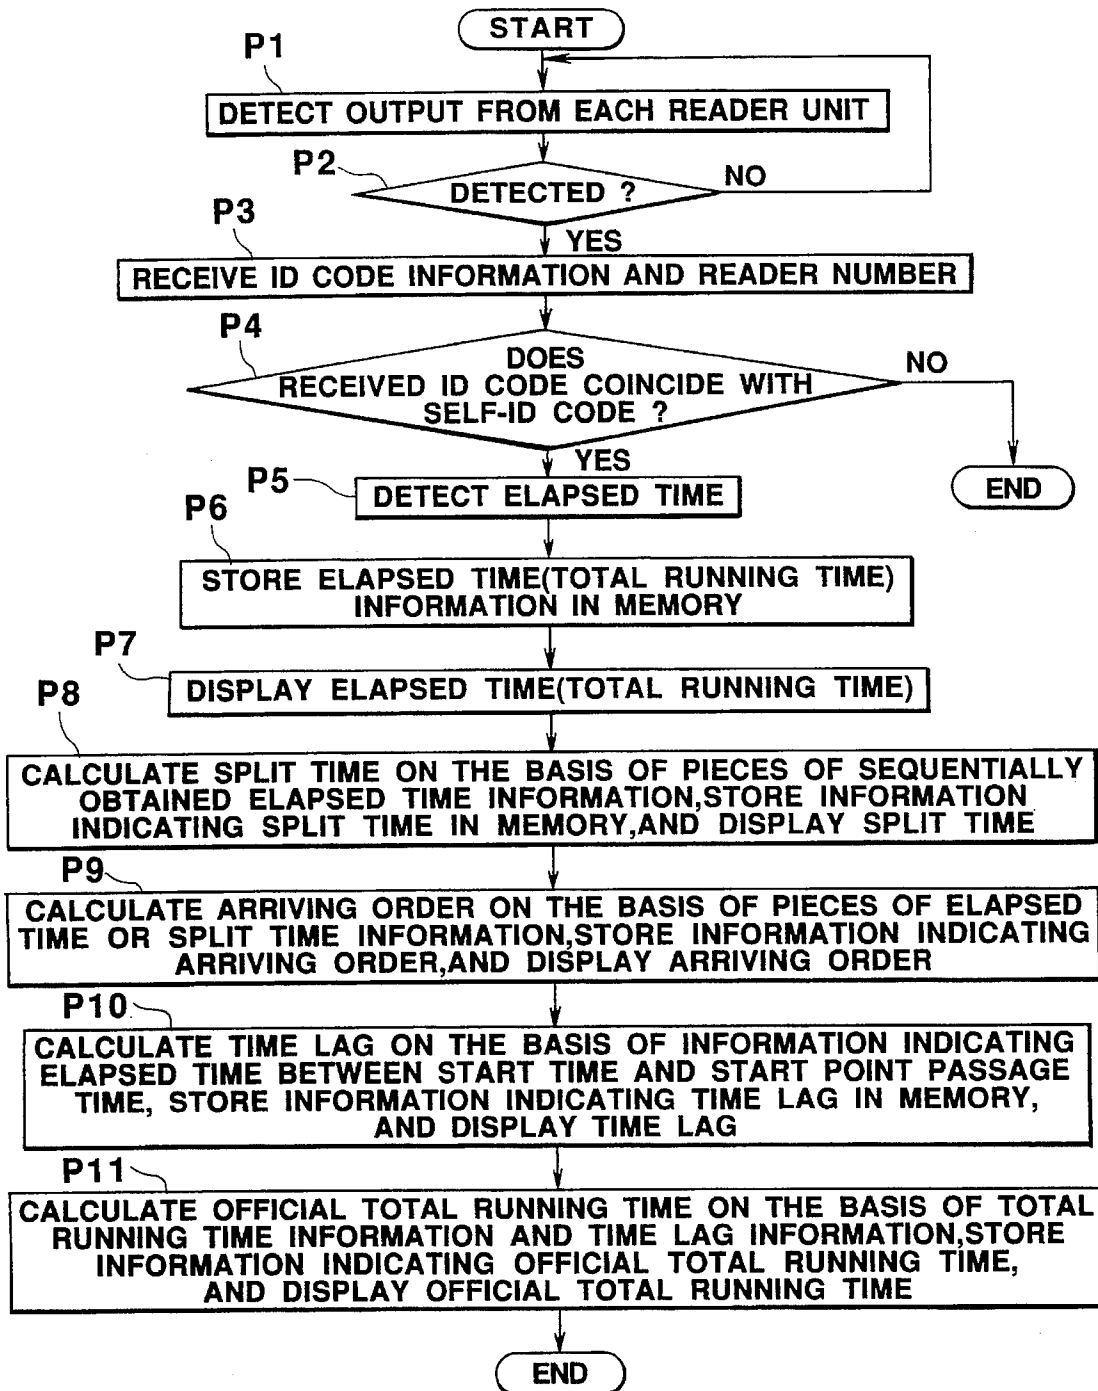 START
P1
DETECT OUTPUT FROM EACH READER UNIT
P2
DETECTED ?
NO
YES
P3
RECEIVE ID CODE INFORMATION AND READER NUMBER
P4
DOES
RECEIVED ID CODE COINCIDE WITH
SELF-ID CODE ?
NO
YES
END
P5
DETECT ELAPSED TIME
P6
STORE ELAPSED TIME(TOTAL RUNNING TIME)
INFORMATION IN MEMORY
P7
DISPLAY ELAPSED TIME(TOTAL RUNNING TIME)
P8
CALCULATE SPLIT TIME ON THE BASIS OF PIECES OF SEQUENTIALLY
OBTAINED ELAPSED TIME INFORMATION,STORE INFORMATION
INDICATING SPLIT TIME IN MEMORY,AND DISPLAY SPLIT TIME
P9
CALCULATE ARRIVING ORDER ON THE BASIS OF PIECES OF ELAPSED
TIME OR SPLIT TIME INFORMATION,STORE INFORMATION INDICATING
ARRIVING ORDER,AND DISPLAY ARRIVING ORDER
P10
CALCULATE TIME LAG ON THE BASIS OF INFORMATION INDICATING
ELAPSED TIME BETWEEN START TIME AND START POINT PASSAGE
TIME, STORE INFORMATION INDICATING TIME LAG IN MEMORY,
AND DISPLAY TIME LAG
P11
CALCULATE OFFICIAL TOTAL RUNNING TIME ON THE BASIS OF TOTAL
RUNNING TIME INFORMATION AND TIME LAG INFORMATION,STORE
INFORMATION INDICATING OFFICIAL TOTAL RUNNING TIME,
AND DISPLAY OFFICIAL TOTAL RUNNING TIME
END